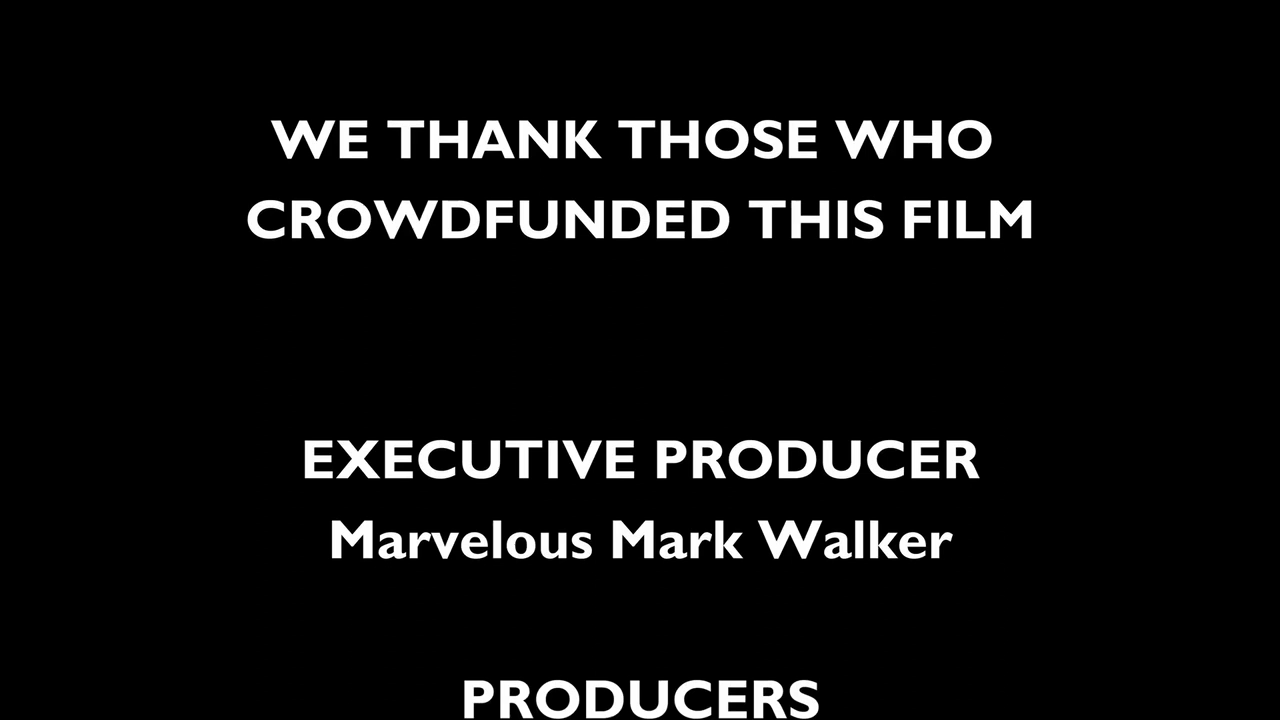 WE THANK THOSE WHO
CROWDFUNDED THIS FILM
EXECUTIVE PRODUCER
Marvelous Mark Walker
PRODUCERS